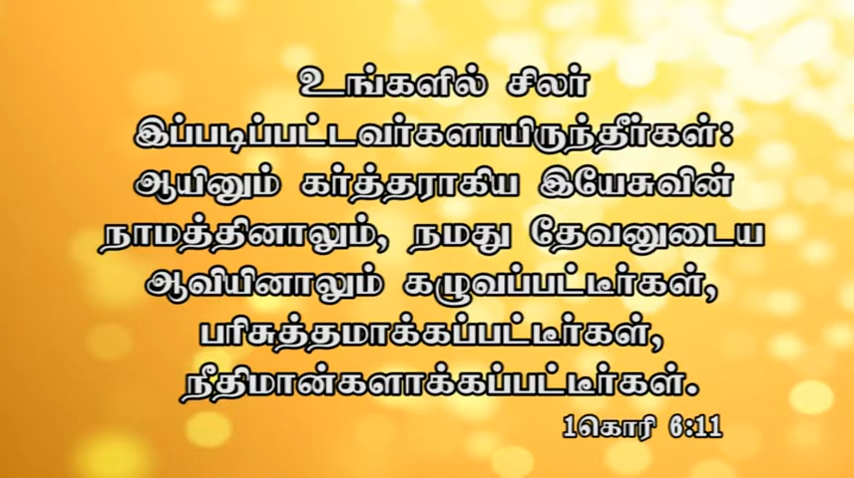 உங்களில் சிலர்
இப்படிப்பட்டவர்களாயிருந்தீர்கள்:
ஆயினும் கர்த்தராகிய இயேசுவின்
நாமத்தினாலும், நமது தேவனுடைய
ஆவியினாலும் கழுவப்பட்டீர்கள்,
பரிசுத்தமாக்கப்பட்டீர்கள்,
நீதிமான்களாக்கப்பட்டீர்கள்.
1கொரி 6:11